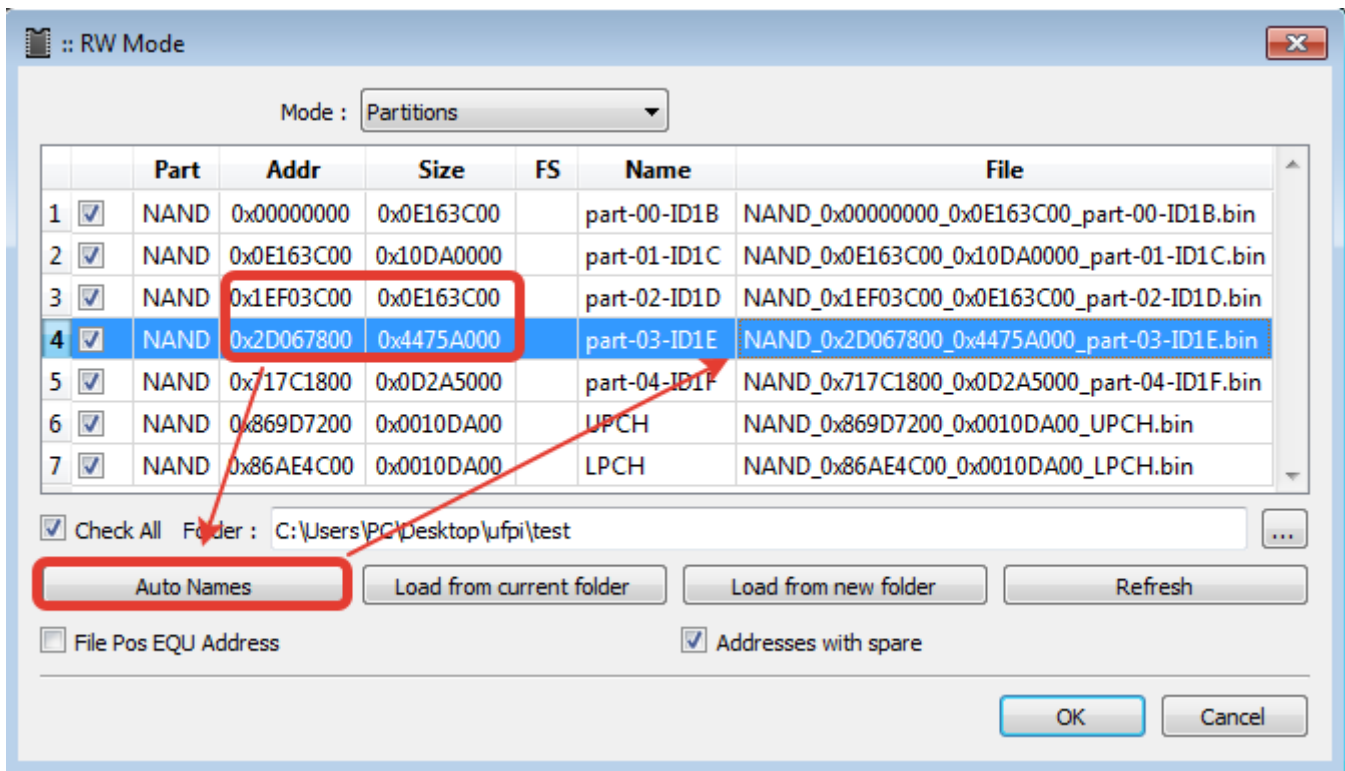 :: RW Mode
Mode : Partitions
Part Addr Size FS Name File
1 NAND 0x00000000 0x0E163C00 part-00-ID1B NAND_0x00000000_0x0E163C00_part-00-ID1B.bin
2 NAND 0x0E163C00 0x10DA0000 part-01-ID1C NAND_0x0E163C00_0x10DA0000_part-01-ID1C.bin
3 NAND 0x1EF03C00 0x0E163C00 part-02-ID1D NAND_0x1EF03C00_0x0E163C00_part-02-ID1D.bin
4 NAND 0x2D067800 0x4475A000 part-03-ID1E NAND_0x2D067800_0x4475A000_part-03-ID1E.bin
5 NAND 0x717C1800 0x0D2A5000 part-04-ID1F NAND_0x717C1800_0x0D2A5000_part-04-ID1F.bin
6 NAND 0x869D7200 0x0010DA00 UPCH NAND_0x869D7200_0x0010DA00_UPCH.bin
7 NAND 0x86AE4C00 0x0010DA00 LPCH NAND_0x86AE4C00_0x0010DA00_LPCH.bin
Check All Folder : C:\Users\PC\Desktop\ufpi\test ...
Auto Names Load from current folder Load from new folder Refresh
File Pos EQU Address Addresses with spare
OK Cancel